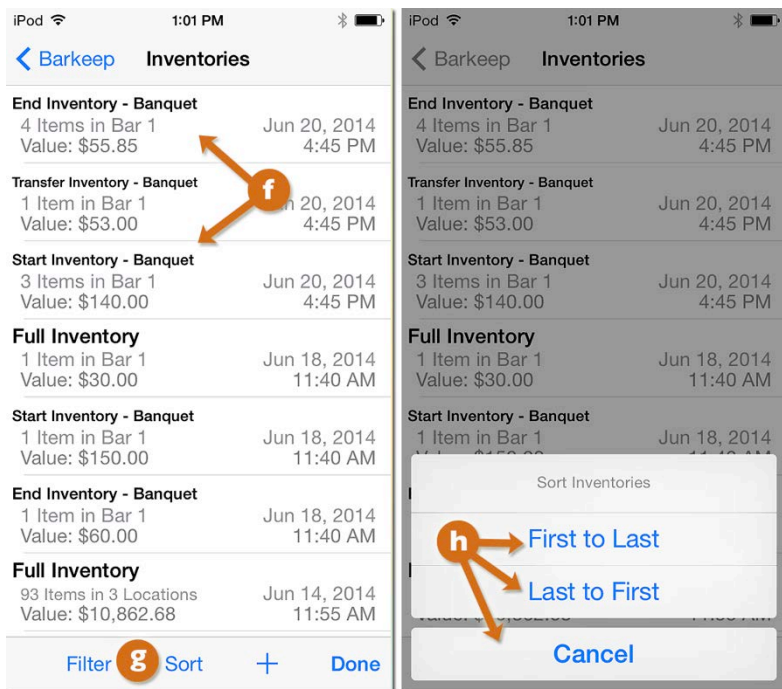 iPod 1:01 PM
Barkeep Inventories
End Inventory - Banquet
4 Items in Bar 1 Jun 20, 2014
Value: $55.85 4:45 PM
Transfer Inventory - Banquet
1 Item in Bar 1 20, 2014
Value: $53.00 4:45 PM
f
Start Inventory - Banquet
3 Items in Bar 1 Jun 20, 2014
Value: $140.00 4:45 PM
Full Inventory
1 Item in Bar 1 Jun 18, 2014
Value: $30.00 11:40 AM
Start Inventory - Banquet
1 Item in Bar 1 Jun 18, 2014
Value: $150.00 11:40 AM
End Inventory - Banquet
1 Item in Bar 1 Jun 18, 2014
Value: $60.00 11:40 AM
Full Inventory
93 Items in 3 Locations Jun 14, 2014
Value: $10,862.68 11:55 AM
Filter g Sort + Done
iPod 1:01 PM
Barkeep Inventories
End Inventory - Banquet
4 Items in Bar 1 Jun 20, 2014
Value: $55.85 4:45 PM
Transfer Inventory - Banquet
1 Item in Bar 1 Jun 20, 2014
Value: $53.00 4:45 PM
Start Inventory - Banquet
3 Items in Bar 1 Jun 20, 2014
Value: $140.00 4:45 PM
Full Inventory
1 Item in Bar 1 Jun 18, 2014
Value: $30.00 11:40 AM
Start Inventory - Banquet
1 Item in Bar 1 Jun 18, 2014
Sort Inventories
h First to Last
Last to First
Cancel